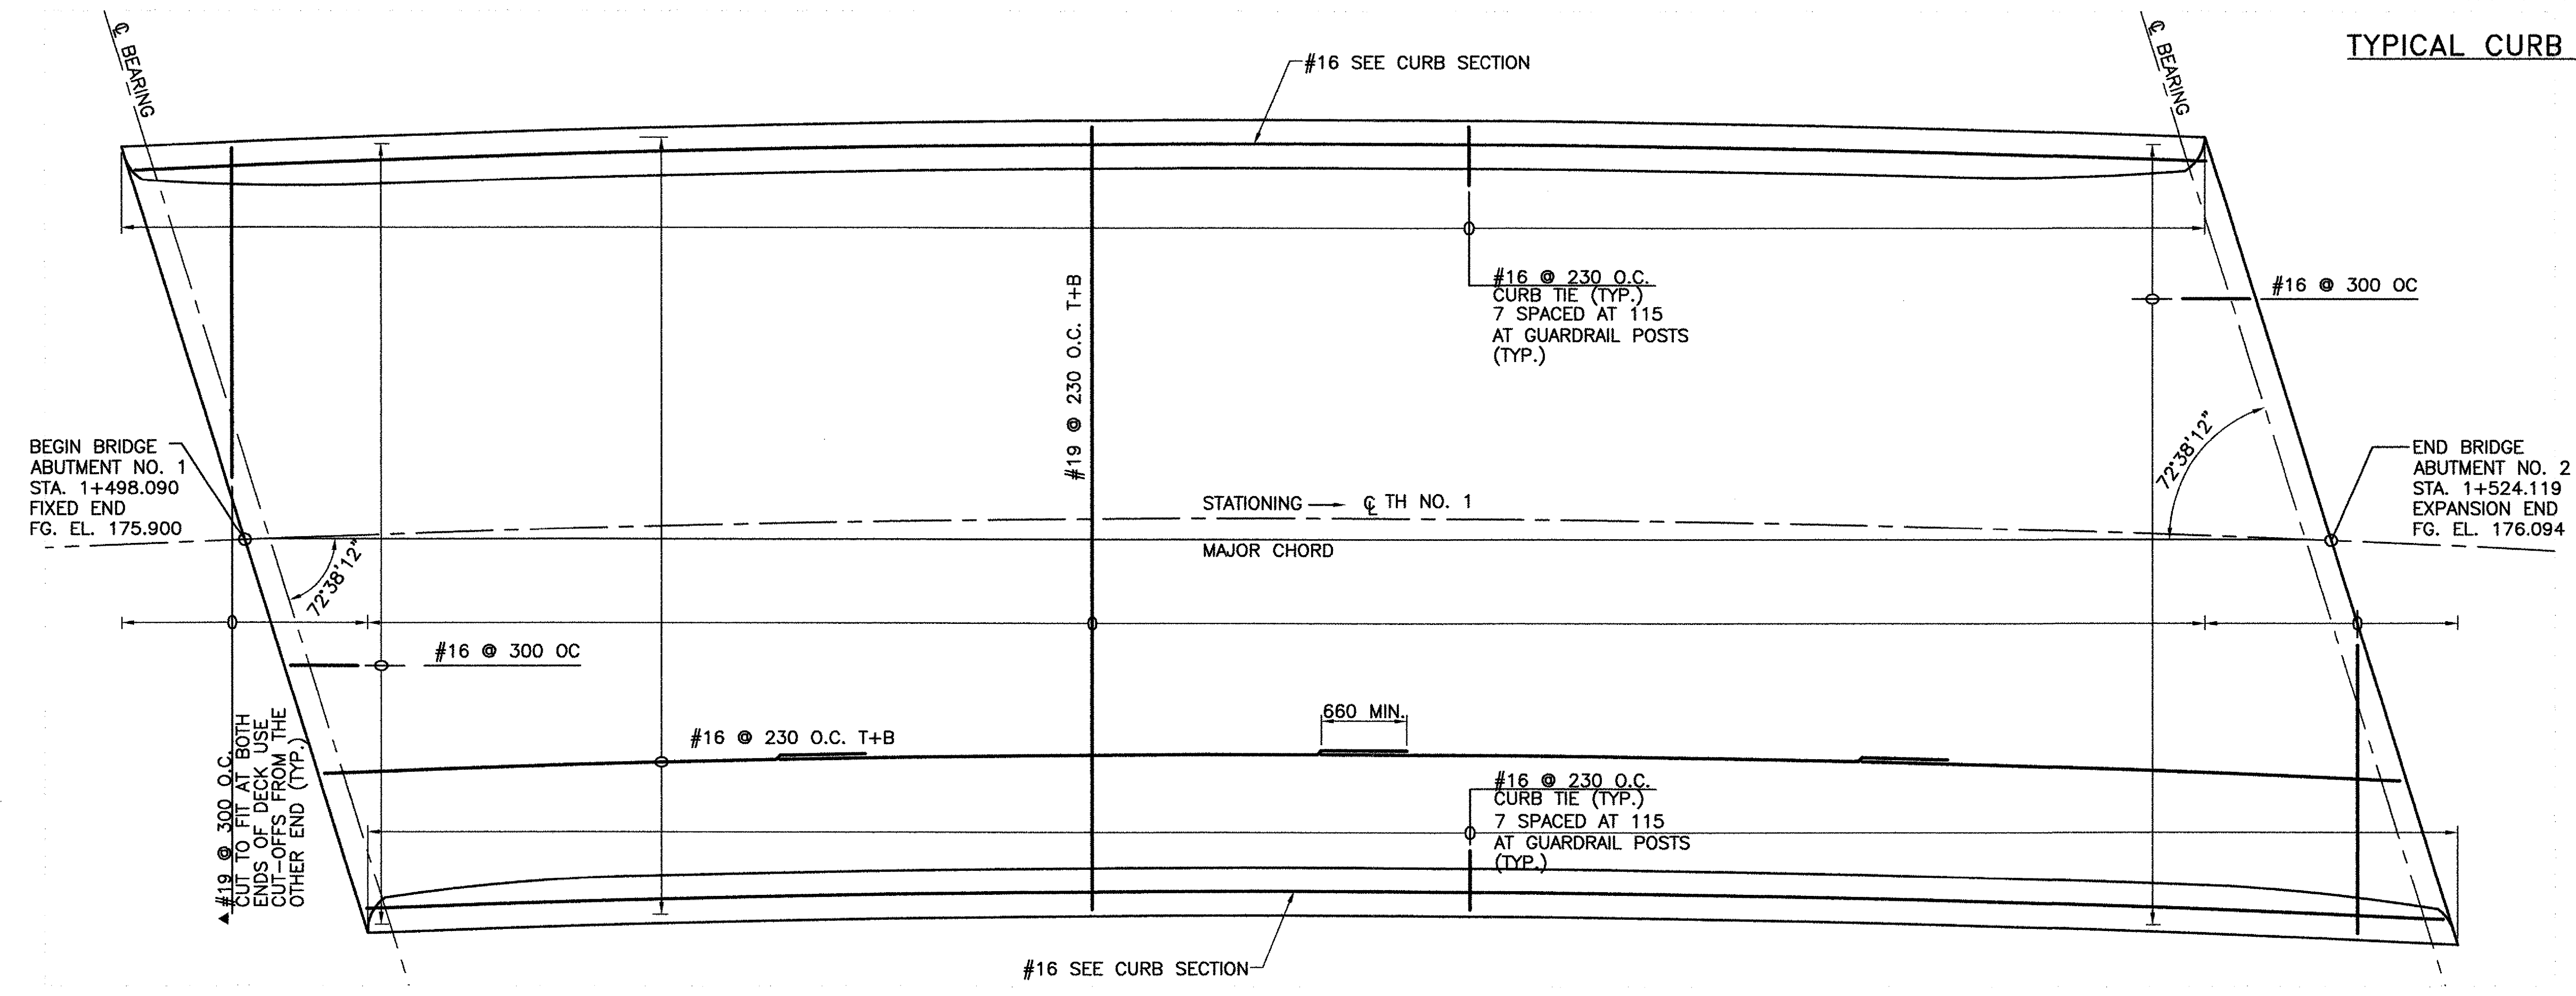 ℄ BEARING
℄ BEARING
TYPICAL CURB
#16 SEE CURB SECTION
#16 @ 230 O.C.
CURB TIE (TYP.)
7 SPACED AT 115
AT GUARDRAIL POSTS
(TYP.)
#16 @ 300 OC
#19 @ 230 O.C. T+B
BEGIN BRIDGE
ABUTMENT NO. 1
STA. 1+498.090
FIXED END
FG. EL. 175.900
72°38'12"
STATIONING → ℄ TH NO. 1
MAJOR CHORD
72°38'12"
END BRIDGE
ABUTMENT NO. 2
STA. 1+524.119
EXPANSION END
FG. EL. 176.094
#16 @ 300 OC
▲#19 @ 300 O.C.
CUT TO FIT AT BOTH
ENDS OF DECK USE
CUT-OFFS FROM THE
OTHER END (TYP.)
#16 @ 230 O.C. T+B
660 MIN.
#16 @ 230 O.C.
CURB TIE (TYP.)
7 SPACED AT 115
AT GUARDRAIL POSTS
(TYP.)
#16 SEE CURB SECTION